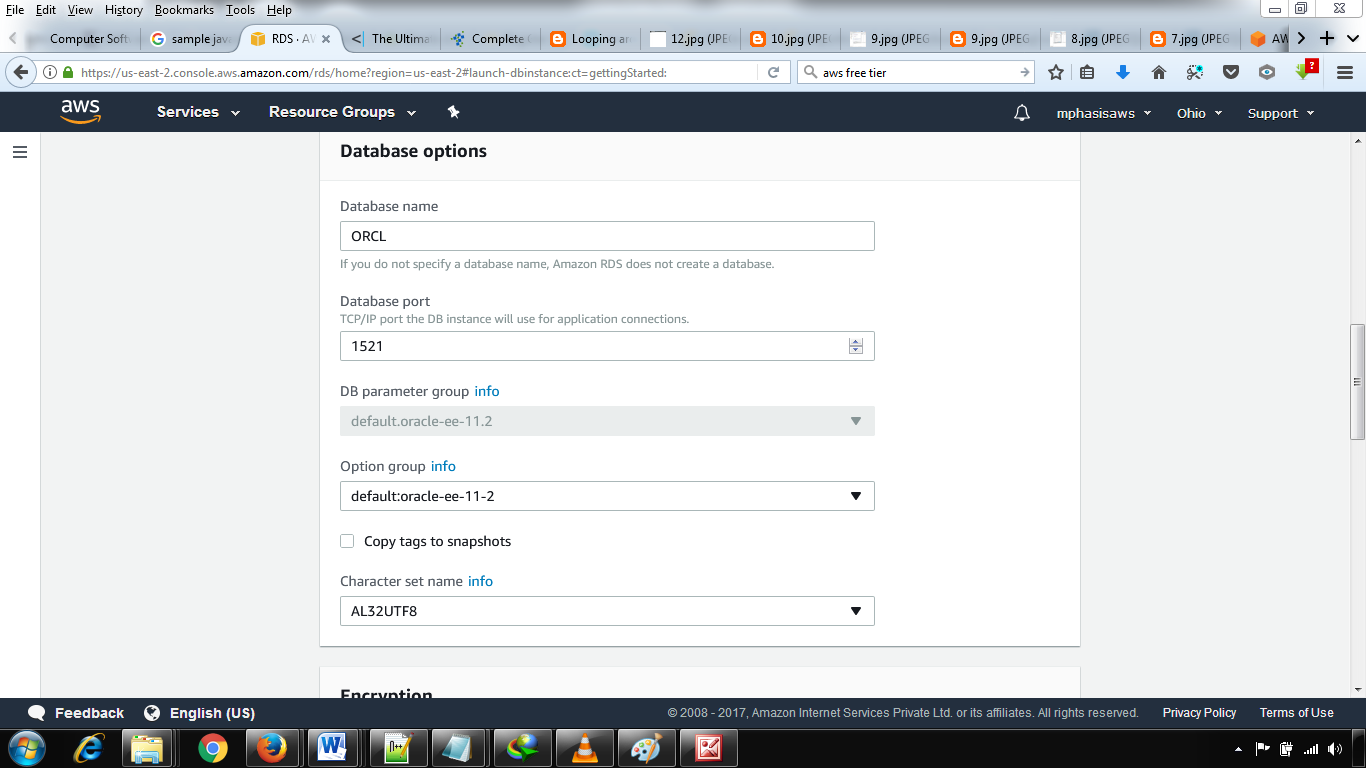 File Edit View History Bookmarks Tools Help
Computer Soft sample jav RDS · A The Ultima Complete Looping an 12.jpg (JPE 10.jpg (JPE 9.jpg (JPEG 9.jpg (JPEG 8.jpg (JPEG 7.jpg (JPEG AW
https://us-east-2.console.aws.amazon.com/rds/home?region=us-east-2#launch-dbinstance:ct=gettingStarted: aws free tier
aws Services Resource Groups mphasisaws Ohio Support
Database options
Database name
ORCL
If you do not specify a database name, Amazon RDS does not create a database.
Database port
TCP/IP port the DB instance will use for application connections.
1521
DB parameter group info
default.oracle-ee-11.2
Option group info
default:oracle-ee-11-2
Copy tags to snapshots
Character set name info
AL32UTF8
Encryption
Feedback English (US) © 2008 - 2017, Amazon Internet Services Private Ltd. or its affiliates. All rights reserved. Privacy Policy Terms of Use